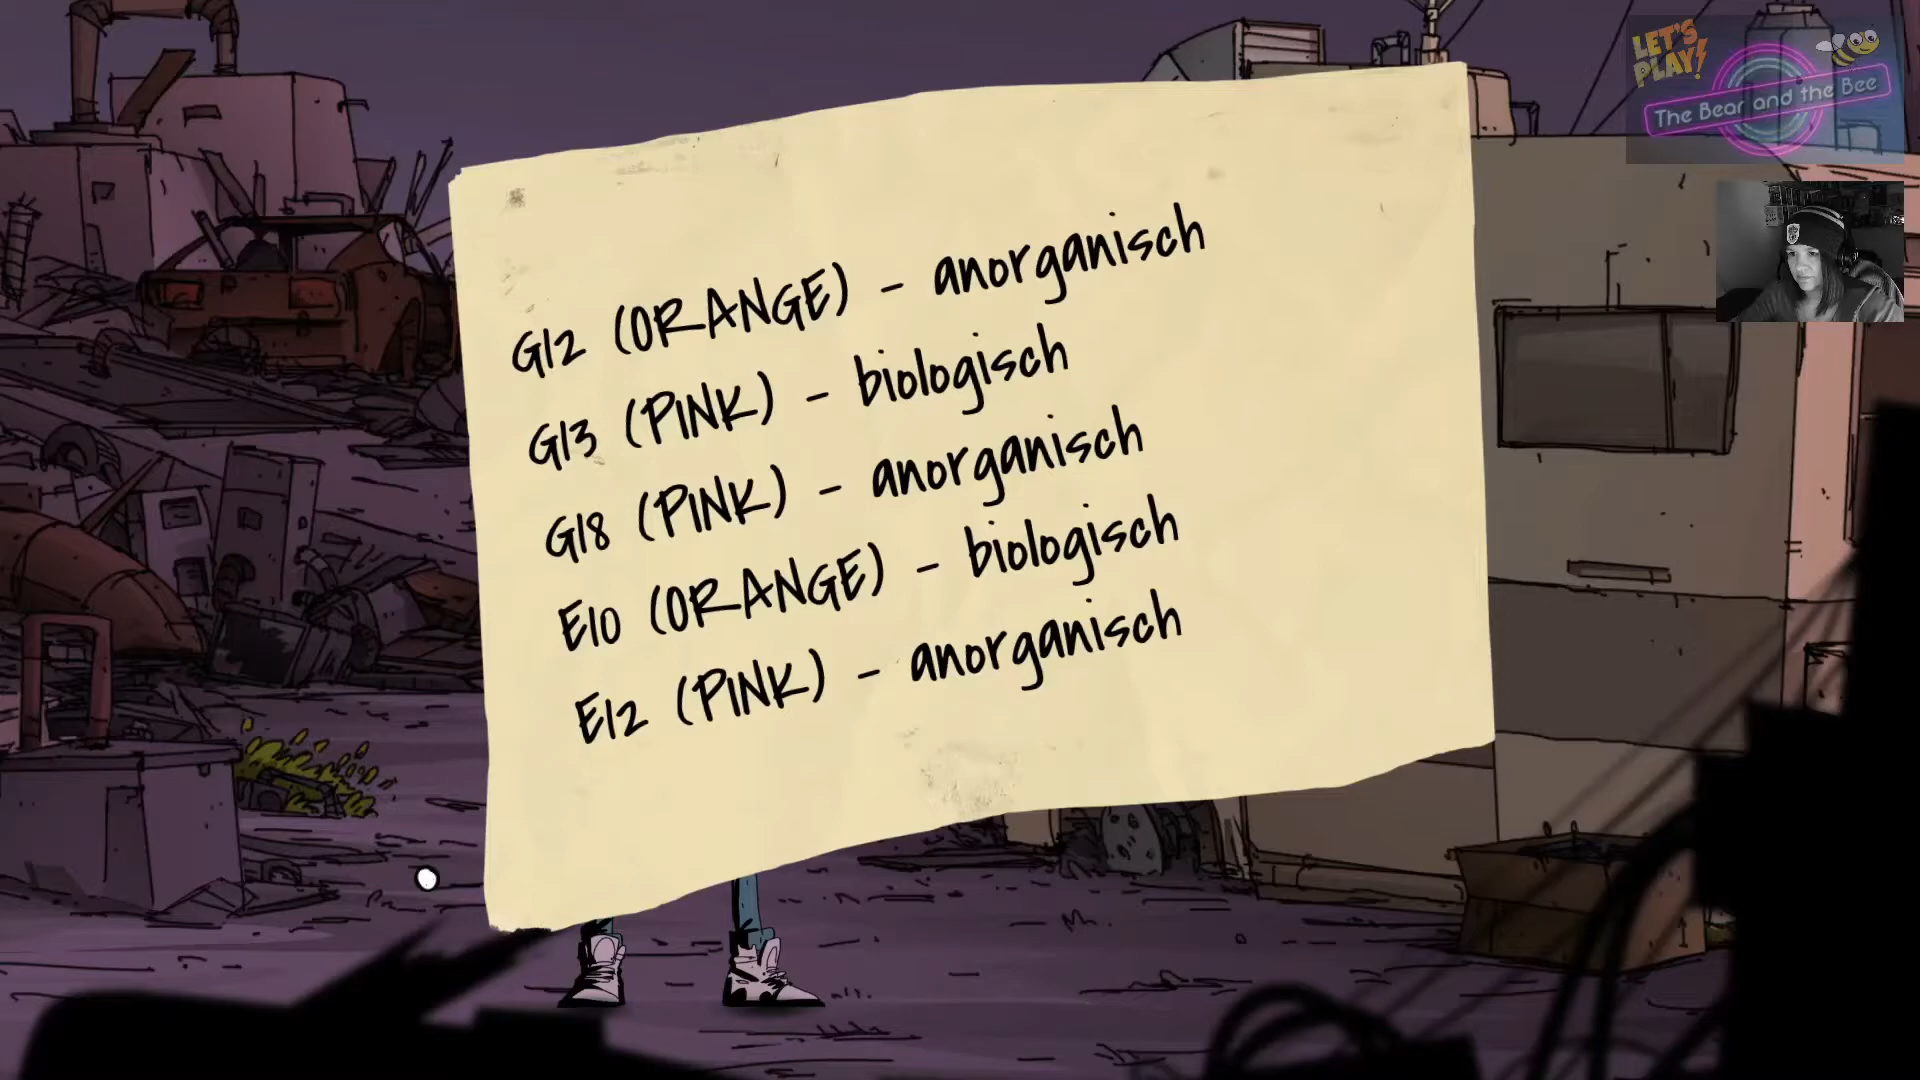 LET'S
PLAY!
The Bear and the Bee
G12 (ORANGE) - anorganisch
G13 (PINK) - biologisch
G18 (PINK) - anorganisch
E10 (ORANGE) - biologisch
E12 (PINK) - anorganisch